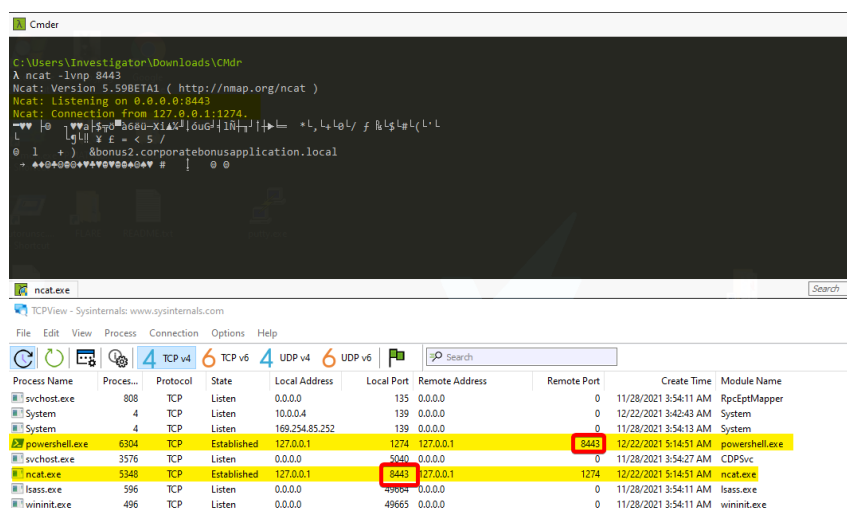 Cmder
C:\Users\Investigator\Downloads\CMdr
λ ncat -lvnp 8443
Ncat: Version 5.59BETA1 ( http://nmap.org/ncat )
Ncat: Listening on 0.0.0.0:8443
Ncat: Connection from 127.0.0.1:1274.
¥ £ = < 5 /
0 l + ) &bonus2.corporatebonusapplication.local
ncat.exe Search
TCPView - Sysinternals: www.sysinternals.com
File Edit View Process Connection Options Help
4 TCP v4 6 TCP v6 4 UDP v4 6 UDP v6 Search
Process Name Proces... Protocol State Local Address Local Port Remote Address Remote Port Create Time Module Name
svchost.exe 808 TCP Listen 0.0.0.0 135 0.0.0.0 0 11/28/2021 3:54:11 AM RpcEptMapper
System 4 TCP Listen 10.0.0.4 139 0.0.0.0 0 12/22/2021 3:42:43 AM System
System 4 TCP Listen 169.254.85.252 139 0.0.0.0 0 11/28/2021 3:54:13 AM System
powershell.exe 6304 TCP Established 127.0.0.1 1274 127.0.0.1 8443 12/22/2021 5:14:51 AM powershell.exe
svchost.exe 3576 TCP Listen 0.0.0.0 5040 0.0.0.0 0 11/28/2021 3:54:27 AM CDPSvc
ncat.exe 5348 TCP Established 127.0.0.1 8443 127.0.0.1 1274 12/22/2021 5:14:51 AM ncat.exe
lsass.exe 596 TCP Listen 0.0.0.0 49664 0.0.0.0 0 11/28/2021 3:54:11 AM lsass.exe
wininit.exe 496 TCP Listen 0.0.0.0 49665 0.0.0.0 0 11/28/2021 3:54:11 AM wininit.exe